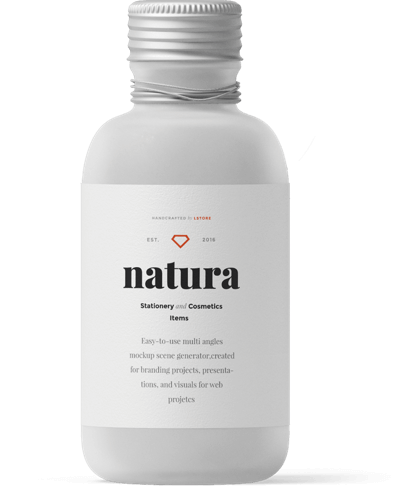 HANDCRAFTED by LSTORE
EST. 2016
natura
Stationery and Cosmetics
Items
Easy-to-use multi angles
mockup scene generator,created
for branding projects, presenta-
tions, and visuals for web
projetcs